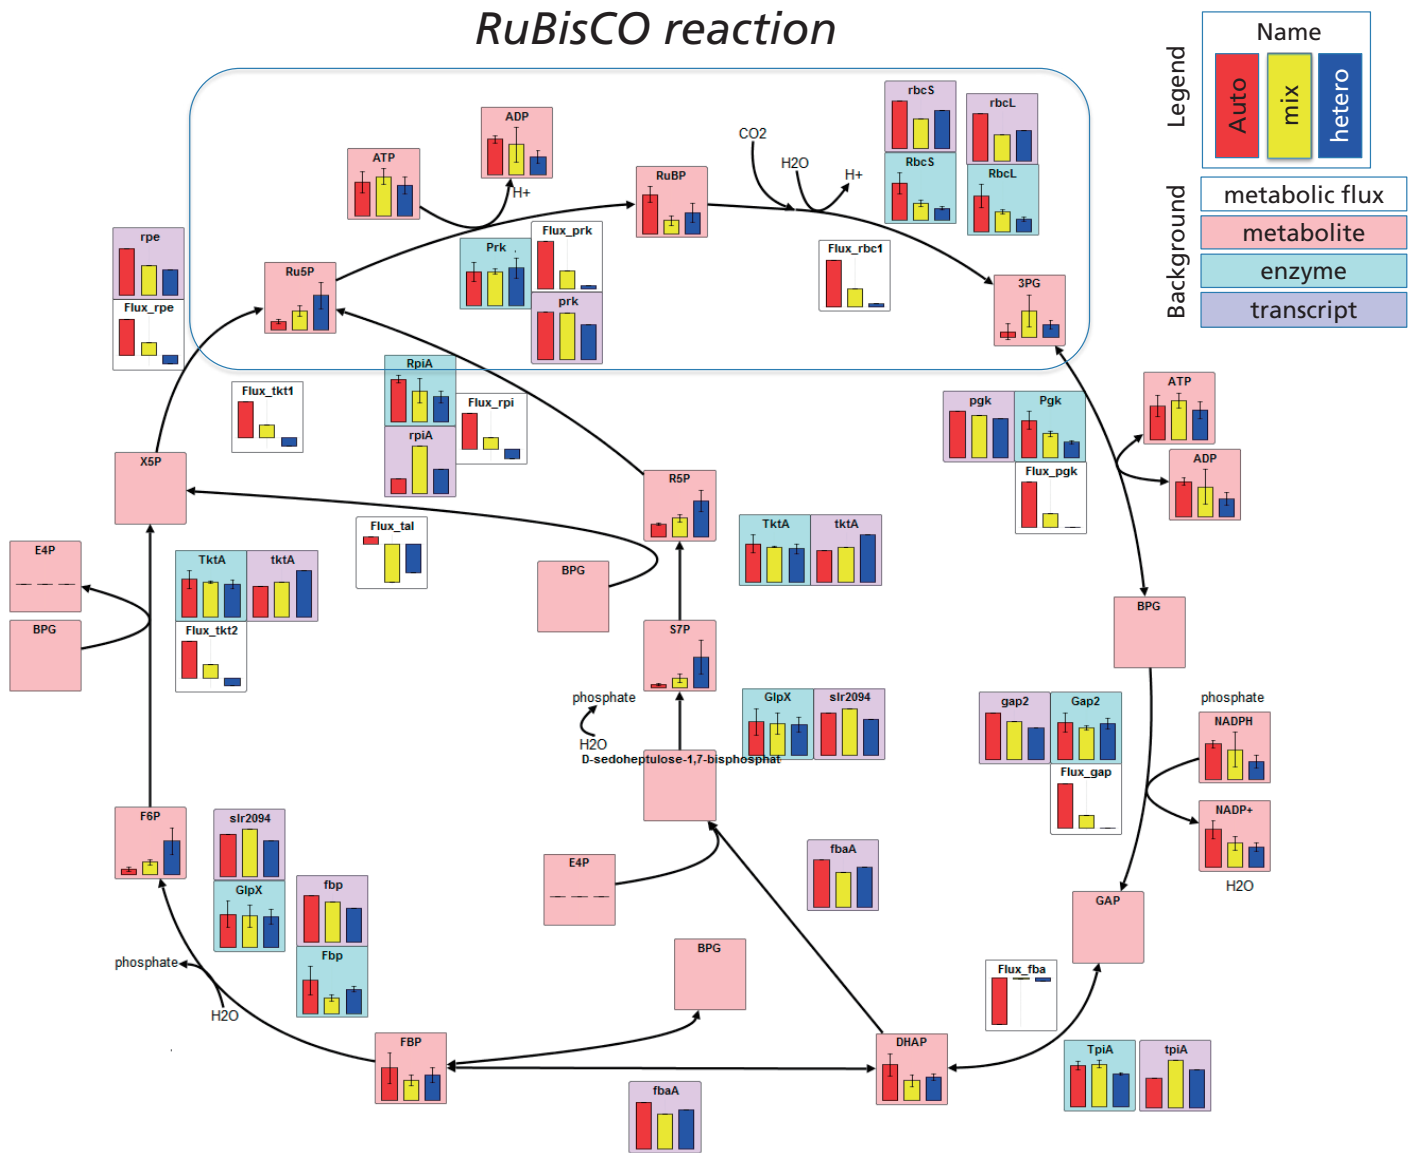 RuBisCO reaction
Legend
Name
Auto
mix
hetero
Background
metabolic flux
metabolite
enzyme
transcript
rbcS
rbcL
RbcS
RbcL
ADP
ATP
H+
RuBP
CO2
H2O
H+
Flux_rbc1
3PG
rpe
Flux_rpe
Ru5P
Prk
Flux_prk
prk
RpiA
rpiA
Flux_rpi
Flux_tkt1
pgk
Pgk
Flux_pgk
ATP
ADP
X5P
R5P
Flux_tal
TktA
tktA
E4P
BPG
TktA
tktA
Flux_tkt2
BPG
S7P
BPG
phosphate
H2O
GlpX
slr2094
D-sedoheptulose-1,7-bisphosphat
gap2
Gap2
Flux_gap
phosphate
NADPH
NADP+
H2O
F6P
slr2094
GlpX
fbp
Fbp
phosphate
H2O
E4P
fbaA
GAP
BPG
Flux_fba
FBP
DHAP
TpiA
tpiA
fbaA